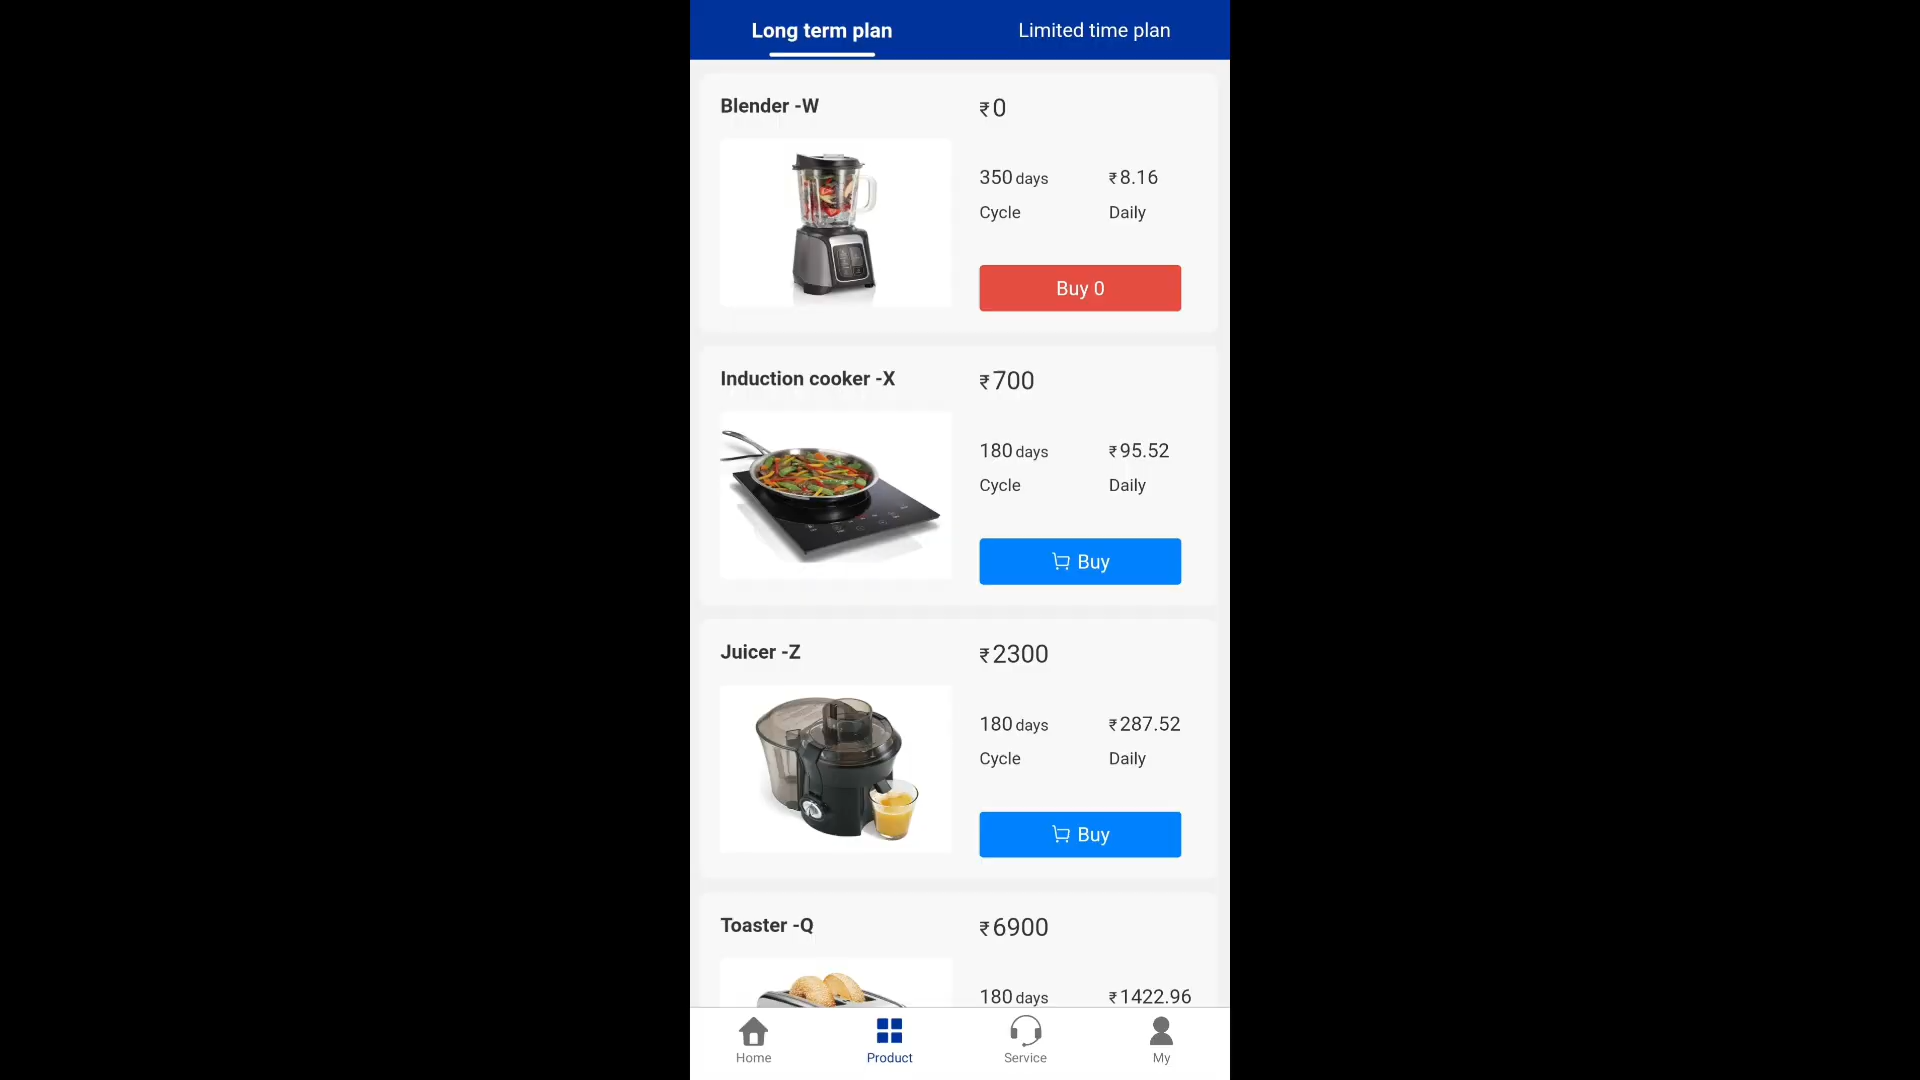 Long term plan
Limited time plan
Blender -W
₹0
350 days
₹8.16
Cycle
Daily
Buy 0
Induction cooker -X
₹700
180 days
₹95.52
Cycle
Daily
Buy
Juicer -Z
₹2300
180 days
₹287.52
Cycle
Daily
Buy
Toaster -Q
₹6900
180 days
₹1422.96
Home
Product
Service
My